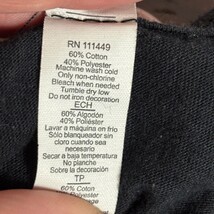 RN 111449
60% Cotton
40% Polyester
Machine wash cold
Only non-chlorine
Bleach when needed
Tumble dry low
Do not iron decoration
ECH
60% Algodón
40% Poliéster
Lavar a máquina en frío
Sólo blanqueador sin
cloro cuando sea
necesario
Secar a baja temperatura
No planche
Sobre la decoración
TP
60% Cotton